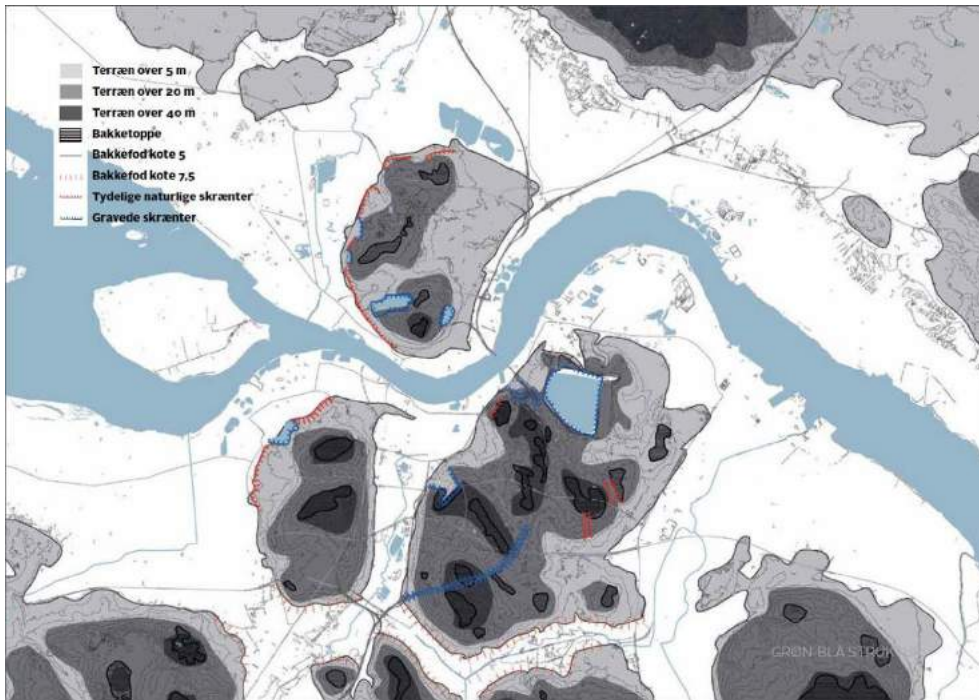 Terræn over 5 m
Terræn over 20 m
Terræn over 40 m
Bakketoppe
Bakkefod kote 5
Bakkefod kote 7,5
Tydelige naturlige skrænter
Gravede skrænter
GRØN BLÅ STRUK